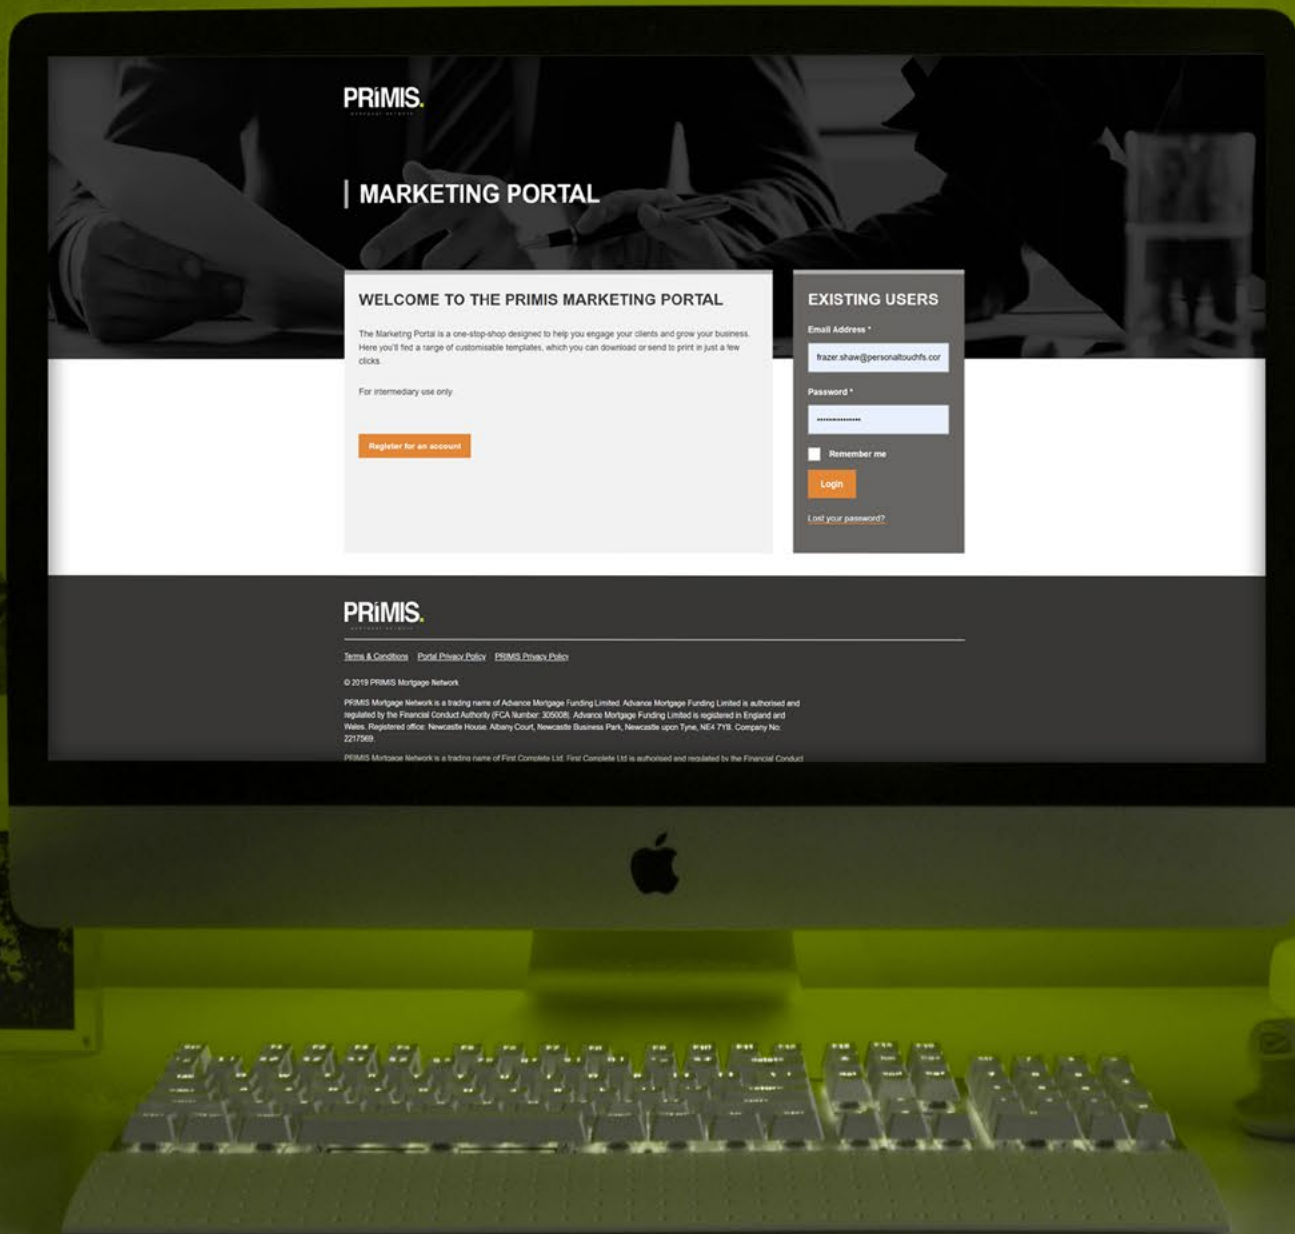 PRIMIS.
MORTGAGE NETWORK
MARKETING PORTAL
WELCOME TO THE PRIMIS MARKETING PORTAL
The Marketing Portal is a one-stop-shop designed to help you engage your clients and grow your business.
Here you'll fed a range of customisable templates, which you can download or send to print in just a few
clicks.
For intermediary use only
Register for an account
EXISTING USERS
Email Address *
frazer.shaw@personaltouchfs.cor
Password *
Remember me
Login
Lost your password?
PRIMIS.
MORTGAGE NETWORK
Terms & Conditions Portal Privacy Policy PRIMIS Privacy Policy
© 2019 PRIMIS Mortgage Network
PRIMIS Mortgage Network is a trading name of Advance Mortgage Funding Limited. Advance Mortgage Funding Limited is authorised and
regulated by the Financial Conduct Authority (FCA Number: 305008). Advance Mortgage Funding Limited is registered in England and
Wales. Registered office: Newcastle House, Albany Court, Newcastle Business Park, Newcastle upon Tyne, NE4 7YB. Company No:
2217569.
PRIMIS Mortgage Network is a trading name of First Complete Ltd. First Complete Ltd is authorised and regulated by the Financial Conduct